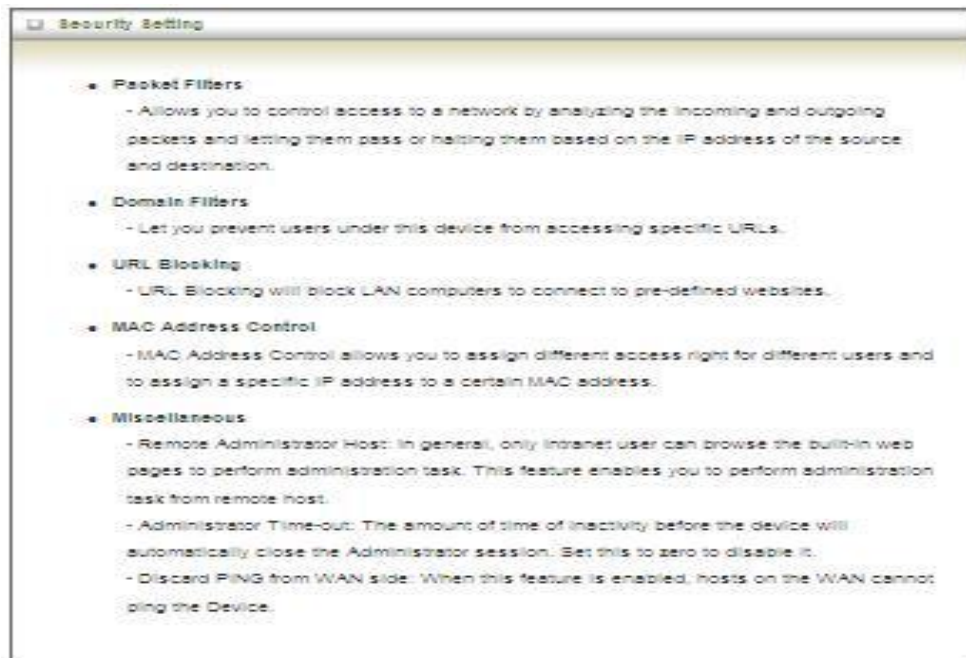 Security Setting
Packet Filters
- Allows you to control access to a network by analyzing the incoming and outgoing
packets and letting them pass or halting them based on the IP address of the source
and destination.
Domain Filters
- Let you prevent users under this device from accessing specific URLs.
URL Blocking
- URL Blocking will block LAN computers to connect to pre-defined websites.
MAC Address Control
- MAC Address Control allows you to assign different access right for different users and
to assign a specific IP address to a certain MAC address.
Miscellaneous
- Remote Administrator Host: In general, only Intranet user can browse the built-in web
pages to perform administration task. This feature enables you to perform administration
task from remote host.
- Administrator Time-out: The amount of time of inactivity before the device will
automatically close the Administrator session. Set this to zero to disable it.
- Discard PING from WAN side: When this feature is enabled, hosts on the WAN cannot
ping the Device.